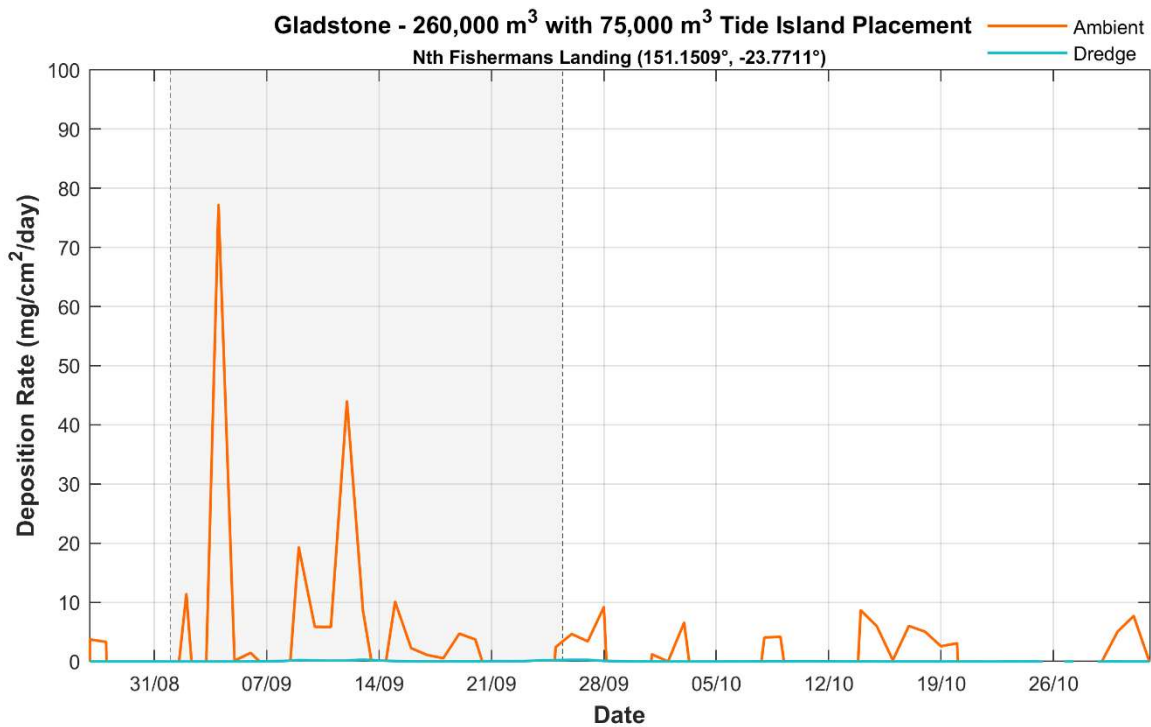 Gladstone - 260,000 m³ with 75,000 m³ Tide Island Placement
Nth Fishermans Landing (151.1509°, -23.7711°)
Ambient
Dredge
Deposition Rate (mg/cm²/day)
100
90
80
70
60
50
40
30
20
10
0
31/08 07/09 14/09 21/09 28/09 05/10 12/10 19/10 26/10
Date